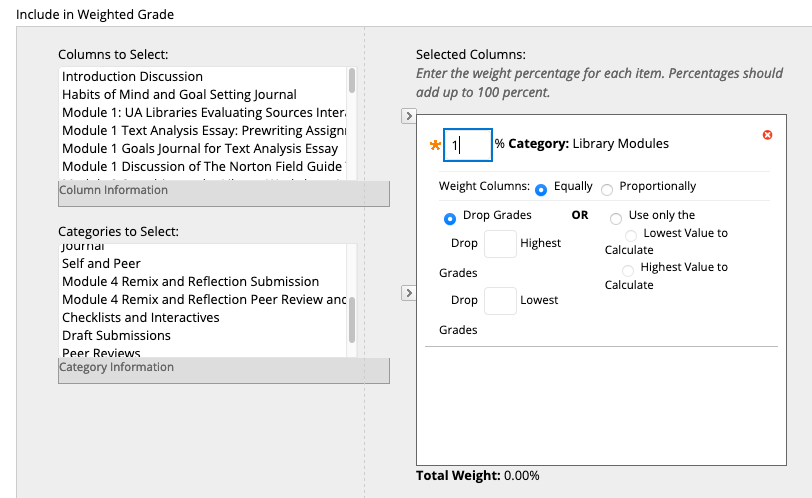 Include in Weighted Grade
Columns to Select:
Introduction Discussion
Habits of Mind and Goal Setting Journal
Module 1: UA Libraries Evaluating Sources Inter
Module 1 Text Analysis Essay: Prewriting Assignm
Module 1 Goals Journal for Text Analysis Essay
Module 1 Discussion of The Norton Field Guide
Column Information
Categories to Select:
Journal
Self and Peer
Module 4 Remix and Reflection Submission
Module 4 Remix and Reflection Peer Review and
Checklists and Interactives
Draft Submissions
Peer Reviews
Category Information
Selected Columns:
Enter the weight percentage for each item. Percentages should
add up to 100 percent.
1 % Category: Library Modules
Weight Columns: Equally Proportionally
Drop Grades OR Use only the
Drop Highest
Grades
Drop Lowest
Grades
Lowest Value to
Calculate
Highest Value to
Calculate
Total Weight: 0.00%